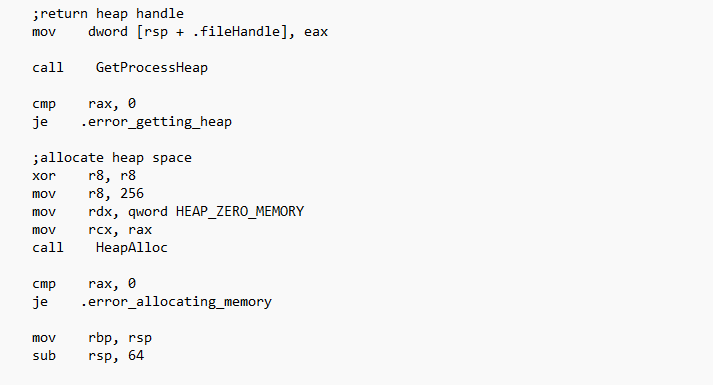 ;return heap handle
mov    dword [rsp + .fileHandle], eax
call    GetProcessHeap
cmp    rax, 0
je    .error_getting_heap
;allocate heap space
xor    r8, r8
mov    r8, 256
mov    rdx, qword HEAP_ZERO_MEMORY
mov    rcx, rax
call    HeapAlloc
cmp    rax, 0
je    .error_allocating_memory
mov    rbp, rsp
sub    rsp, 64